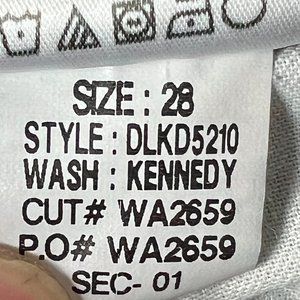 SIZE : 28
STYLE : DLKD5210
WASH : KENNEDY
CUT# WA2659
P.O# WA2659
SEC- 01